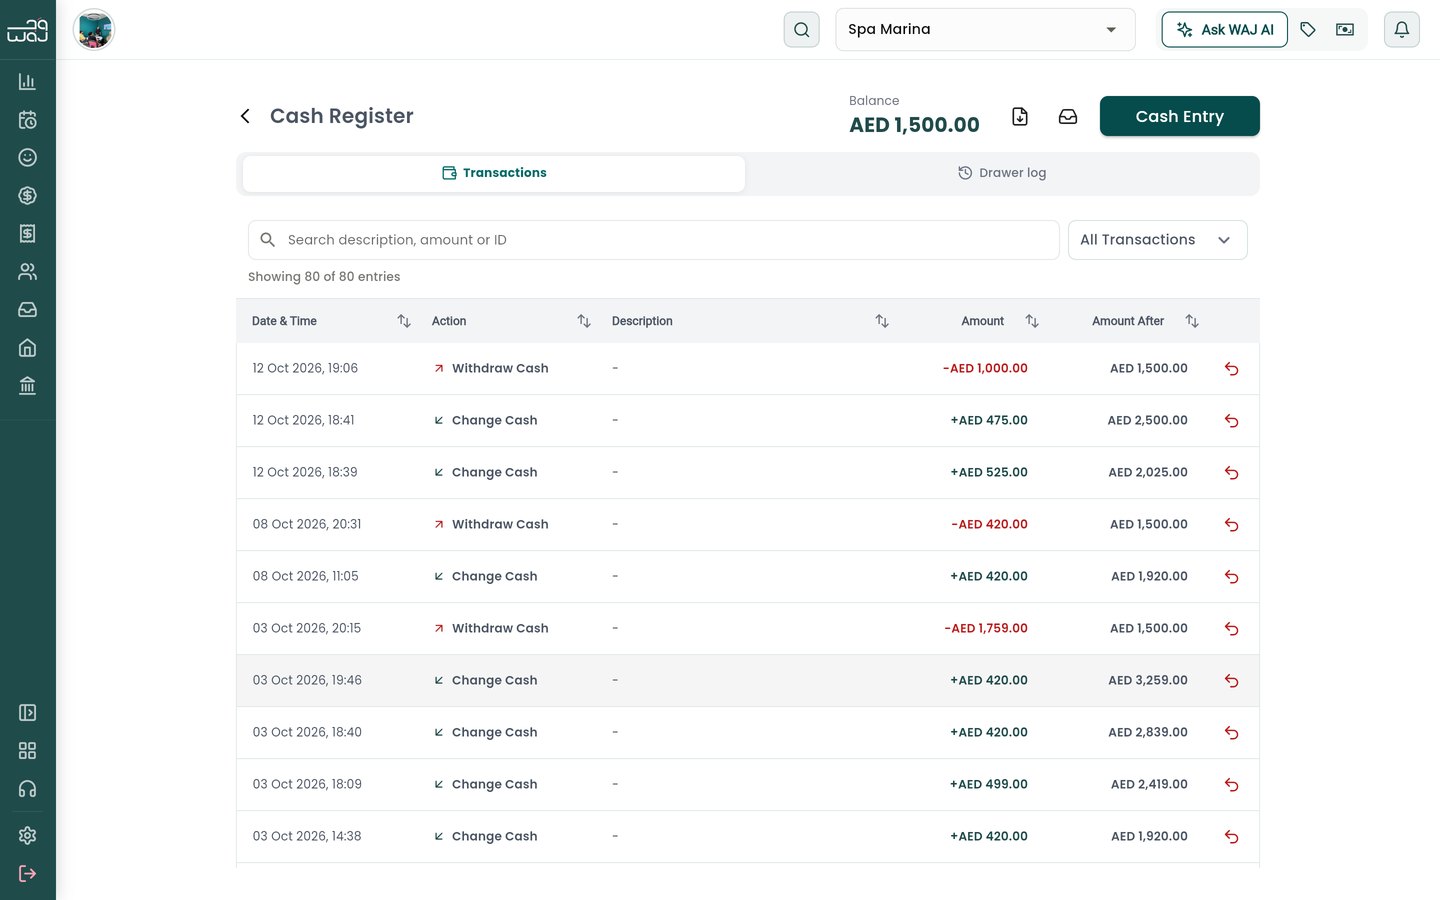 waj
Spa Marina
Ask WAJ AI
Cash Register
Balance
AED 1,500.00
Cash Entry
Transactions
Drawer log
Search description, amount or ID
All Transactions
Showing 80 of 80 entries
Date & Time Action Description Amount Amount After
12 Oct 2026, 19:06 Withdraw Cash - -AED 1,000.00 AED 1,500.00
12 Oct 2026, 18:41 Change Cash - +AED 475.00 AED 2,500.00
12 Oct 2026, 18:39 Change Cash - +AED 525.00 AED 2,025.00
08 Oct 2026, 20:31 Withdraw Cash - -AED 420.00 AED 1,500.00
08 Oct 2026, 11:05 Change Cash - +AED 420.00 AED 1,920.00
03 Oct 2026, 20:15 Withdraw Cash - -AED 1,759.00 AED 1,500.00
03 Oct 2026, 19:46 Change Cash - +AED 420.00 AED 3,259.00
03 Oct 2026, 18:40 Change Cash - +AED 420.00 AED 2,839.00
03 Oct 2026, 18:09 Change Cash - +AED 499.00 AED 2,419.00
03 Oct 2026, 14:38 Change Cash - +AED 420.00 AED 1,920.00